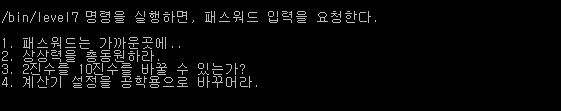 /bin/level7 명령을 실행하면, 패스워드 입력을 요청한다.
1. 패스워드는 가까운곳에..
2. 상상력을 총동원하라.
3. 2진수를 10진수를 바꿀 수 있는가?
4. 계산기 설정을 공학용으로 바꾸어라.